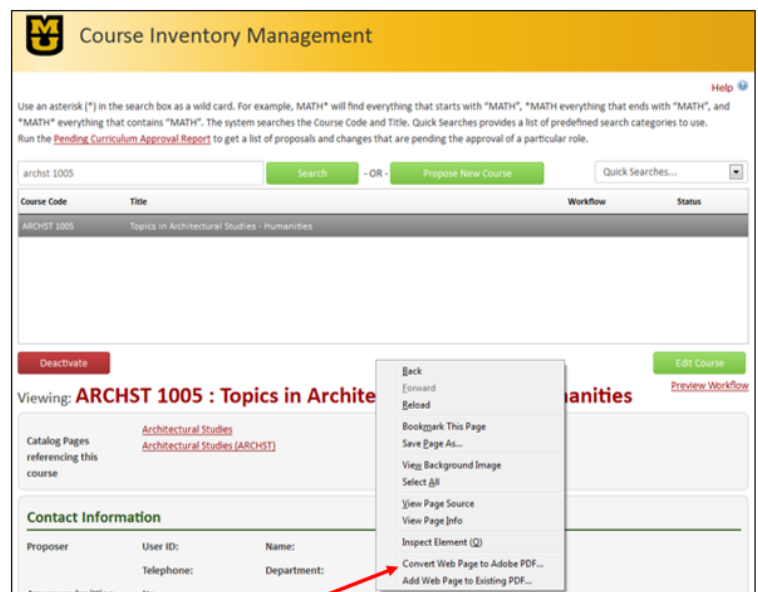 MU
Course Inventory Management
Help
Use an asterisk (*) in the search box as a wild card. For example, MATH* will find everything that starts with "MATH", *MATH everything that ends with "MATH", and
*MATH* everything that contains "MATH". The system searches the Course Code and Title. Quick Searches provides a list of predefined search categories to use.
Run the Pending Curriculum Approval Report to get a list of proposals and changes that are pending the approval of a particular role.
archst 1005 Search - OR - Propose New Course Quick Searches...
Course Code Title Workflow Status
ARCHST 1005 Topics in Architectural Studies - Humanities
Deactivate Edit Course
Preview Workflow
Viewing: ARCHST 1005 : Topics in Archite anities
Catalog Pages
referencing this
course
Architectural Studies
Architectural Studies (ARCHST)
Contact Information
Proposer User ID: Name:
Telephone: Department:
Back
Forward
Reload
Bookmark This Page
Save Page As...
View Background Image
Select All
View Page Source
View Page Info
Inspect Element (Q)
Convert Web Page to Adobe PDF...
Add Web Page to Existing PDF...